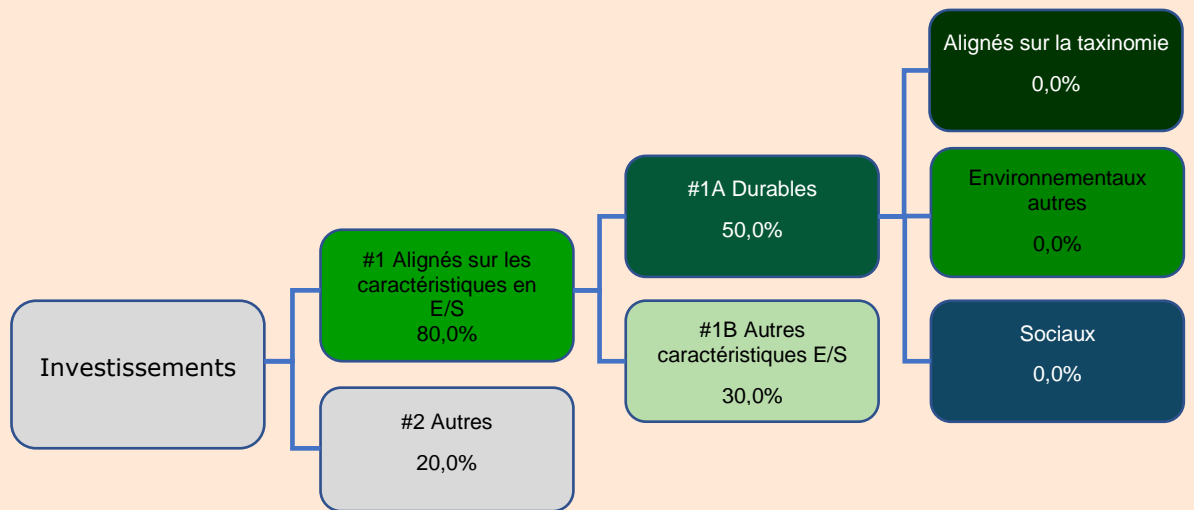 Investissements
#1 Alignés sur les
caractéristiques en
E/S
80,0%
#2 Autres
20,0%
#1A Durables
50,0%
#1B Autres
caractéristiques E/S
30,0%
Alignés sur la taxinomie
0,0%
Environnementaux
autres
0,0%
Sociaux
0,0%